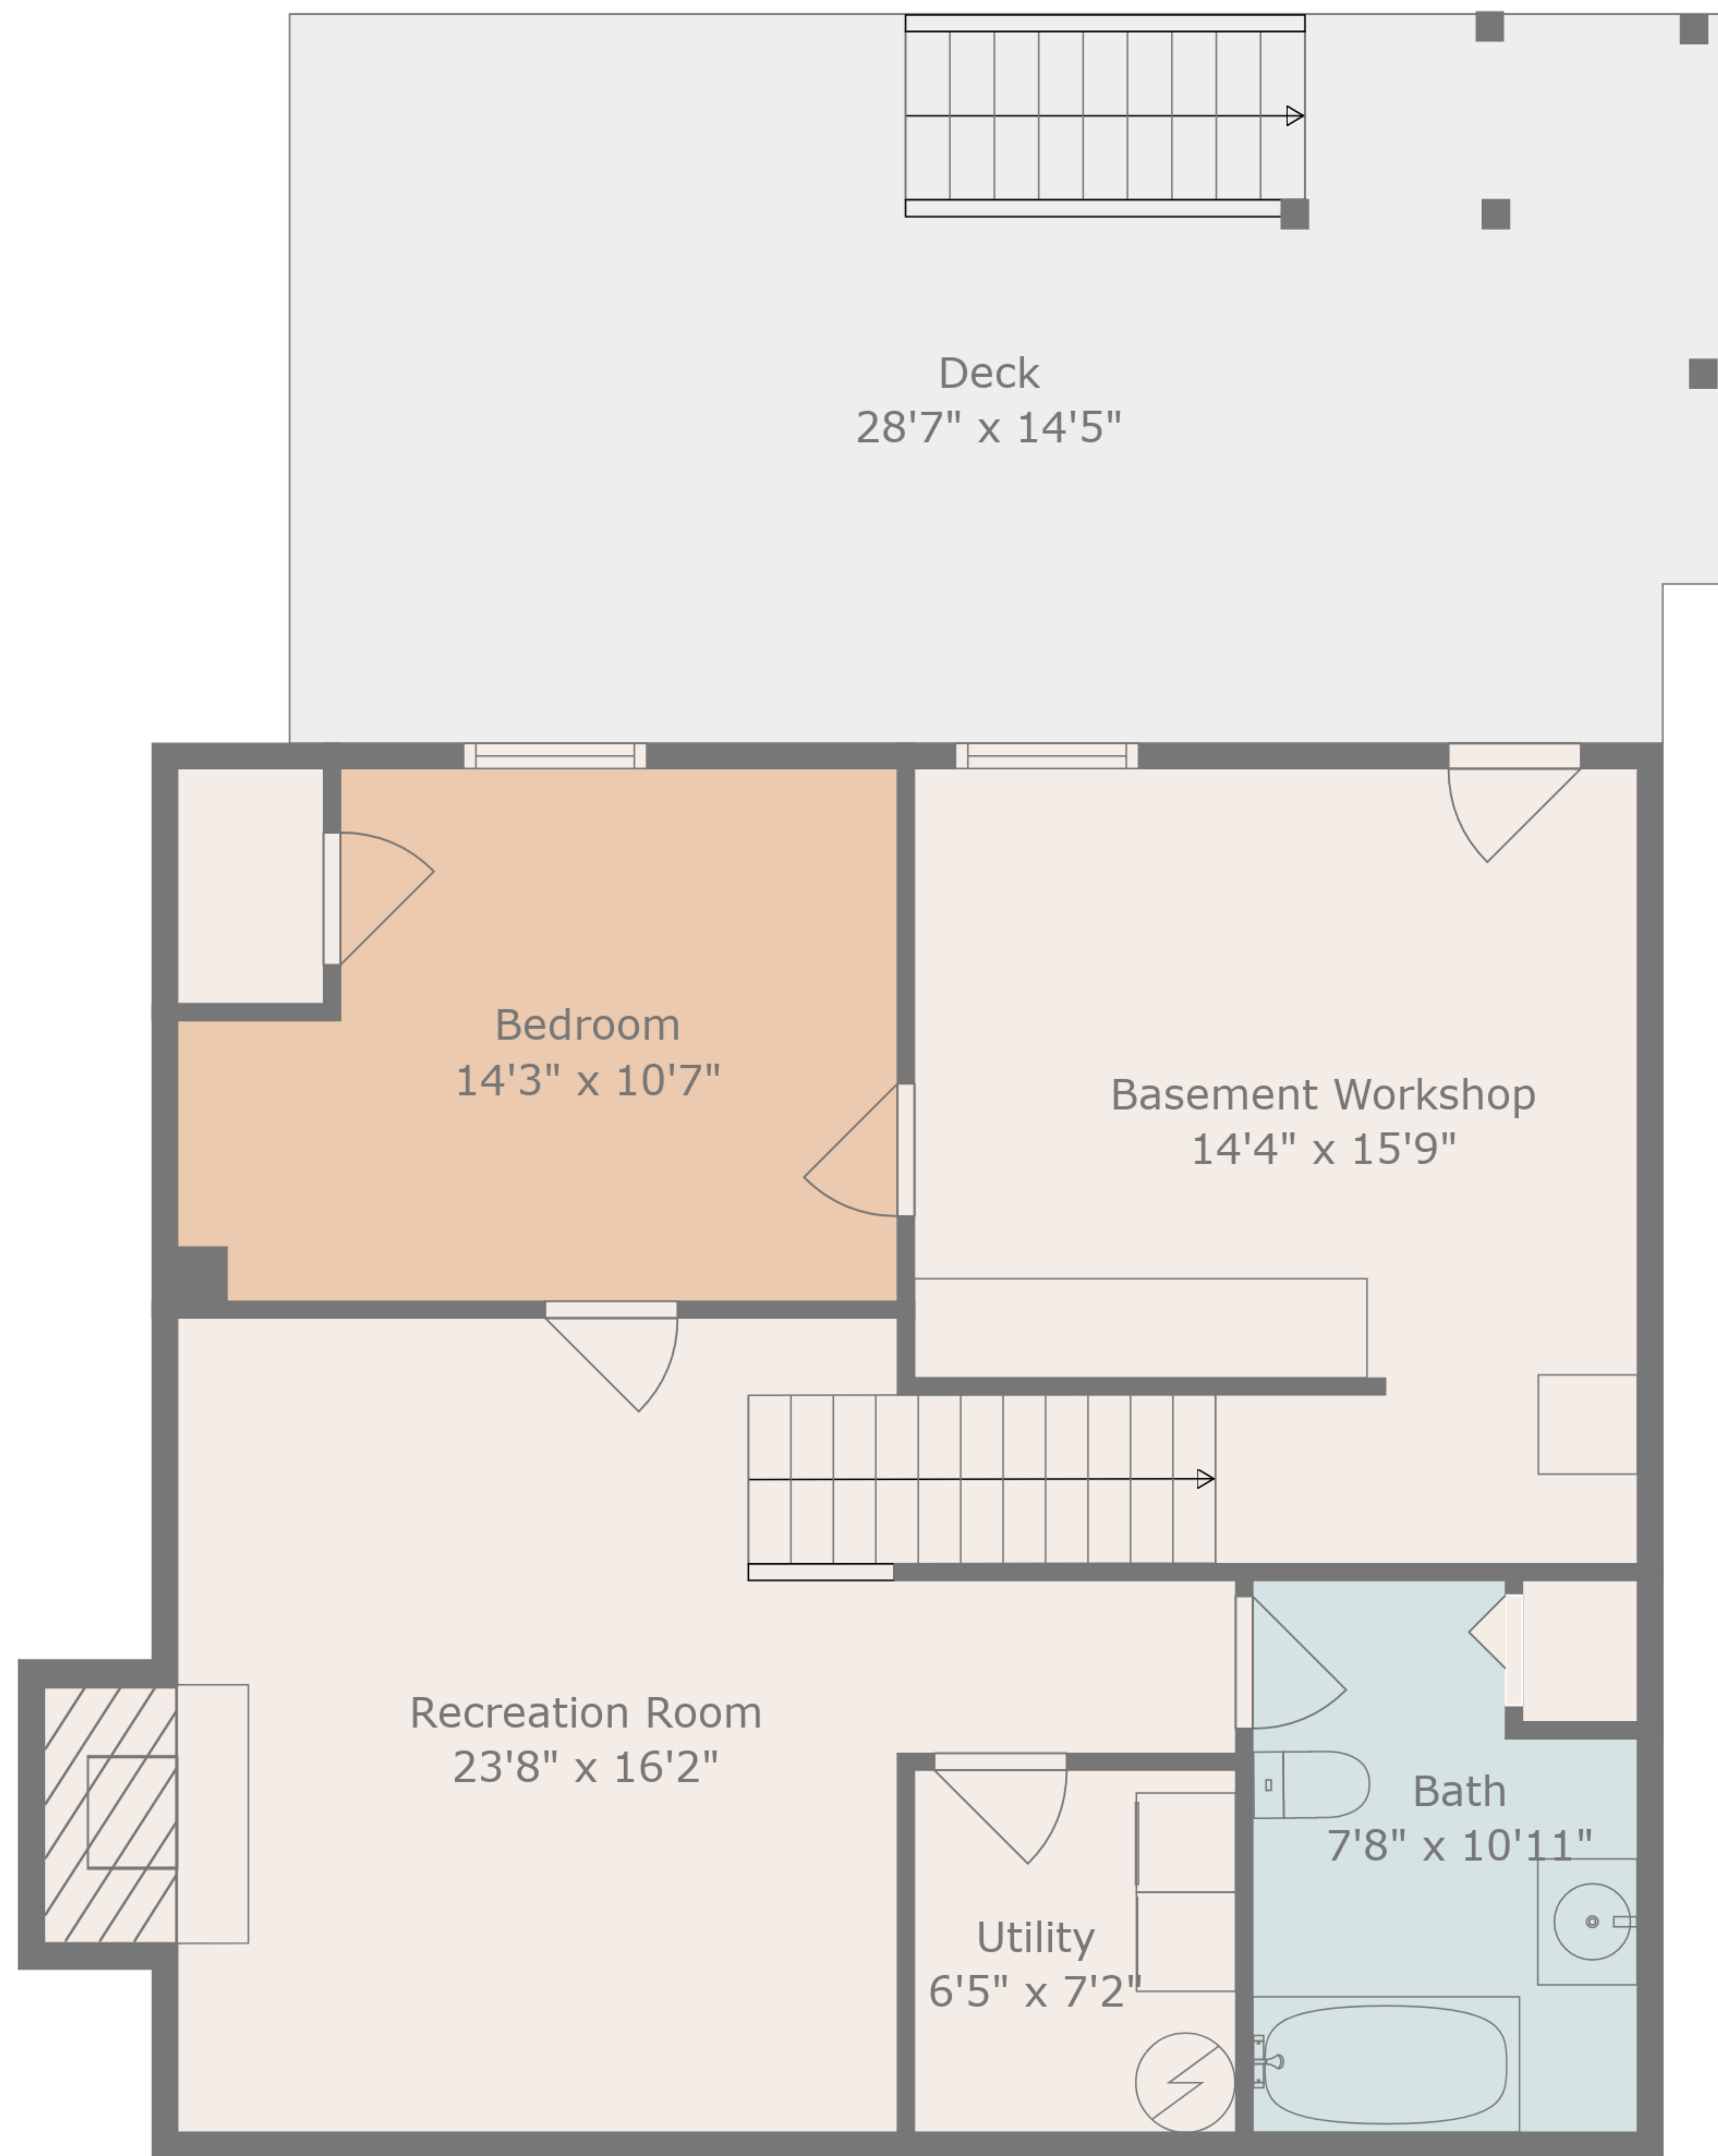 Deck
28'7" x 14'5"
Bedroom
14'3" x 10'7"
Basement Workshop
14'4" x 15'9"
Recreation Room
23'8" x 16'2"
Bath
7'8" x 10'11"
Utility
6'5" x 7'2"